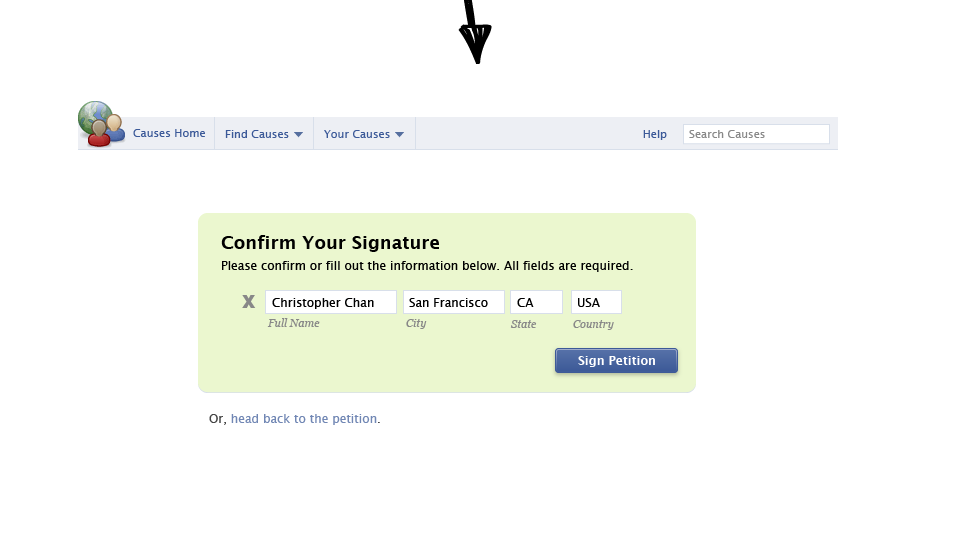 Causes Home Find Causes Your Causes Help Search Causes
Confirm Your Signature
Please confirm or fill out the information below. All fields are required.
X Christopher Chan San Francisco CA USA
Full Name City State Country
Sign Petition
Or, head back to the petition.